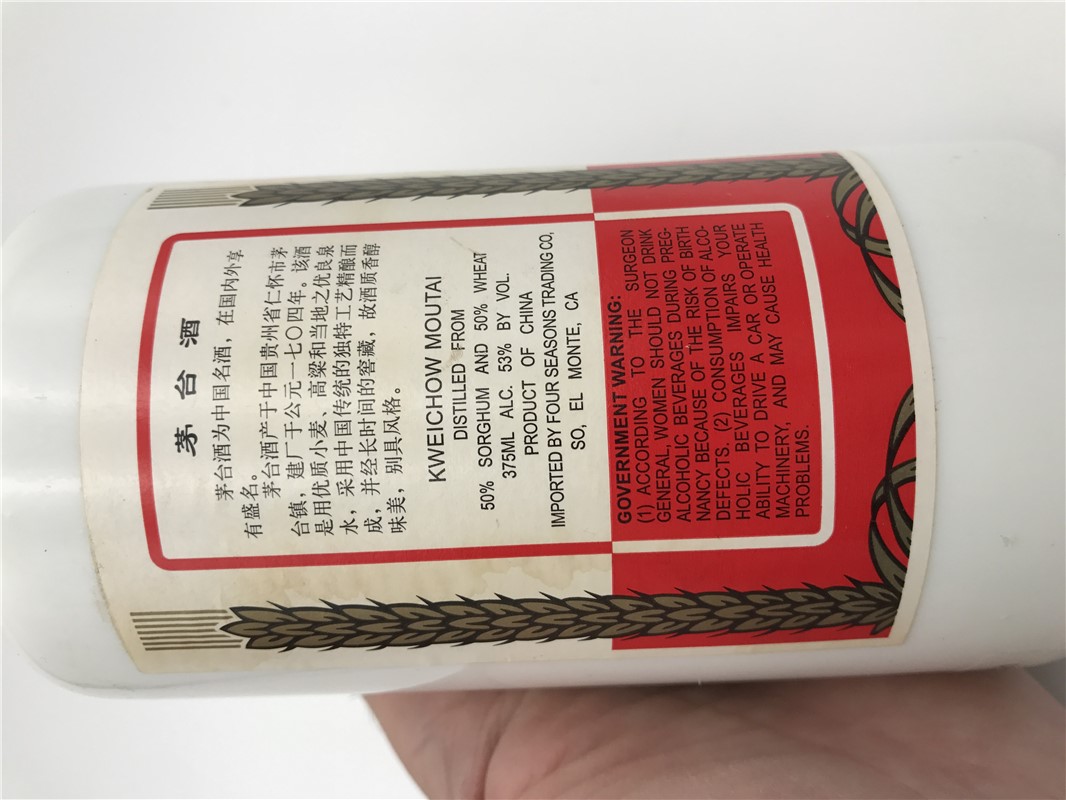 茅台酒
茅台酒为中国名酒，在国内外享
有盛名。
茅台酒产于中国贵州省仁怀市茅
台镇，建厂于公元一七〇四年。该酒
是用优质小麦、高粱和当地之优良泉
水，采用中国传统的独特工艺精酿而
成，并经长时间的窖藏，故酒质香醇
味美，别具风格。
KWEICHOW MOUTAI
DISTILLED FROM
50% SORGHUM AND 50% WHEAT
375ML ALC. 53% BY VOL.
PRODUCT OF CHINA
IMPORTED BY FOUR SEASONS TRADING CO,
SO, EL MONTE, CA
GOVERNMENT WARNING:
(1) ACCORDING TO THE SURGEON
GENERAL, WOMEN SHOULD NOT DRINK
ALCOHOLIC BEVERAGES DURING PREG-
NANCY BECAUSE OF THE RISK OF BIRTH
DEFECTS. (2) CONSUMPTION OF ALCO-
HOLIC BEVERAGES IMPAIRS YOUR
ABILITY TO DRIVE A CAR OR OPERATE
MACHINERY, AND MAY CAUSE HEALTH
PROBLEMS.